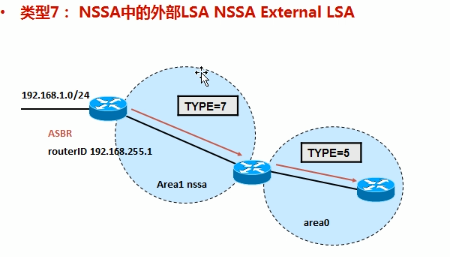 • 类型7： NSSA中的外部LSA NSSA External LSA
192.168.1.0/24
TYPE=7
ASBR
TYPE=5
routerID 192.168.255.1
Area1 nssa
area0